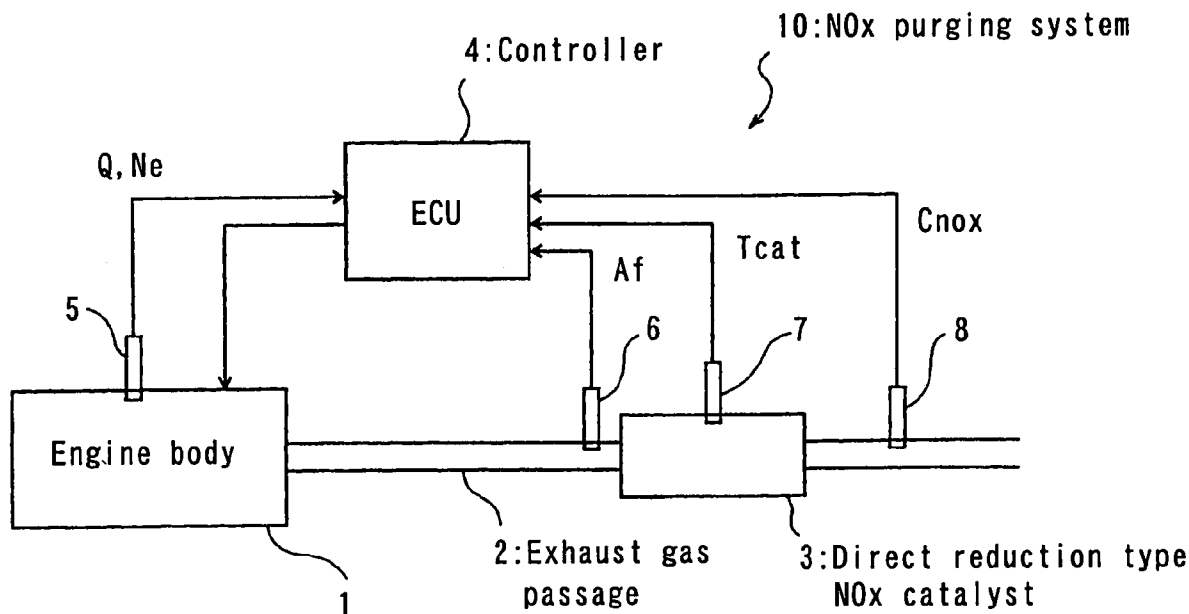 10:NOx purging system
4:Controller
Q,Ne
ECU
Cnox
Tcat
Af
5
6
7
8
Engine body
2:Exhaust gas
passage
3:Direct reduction type
NOx catalyst
1